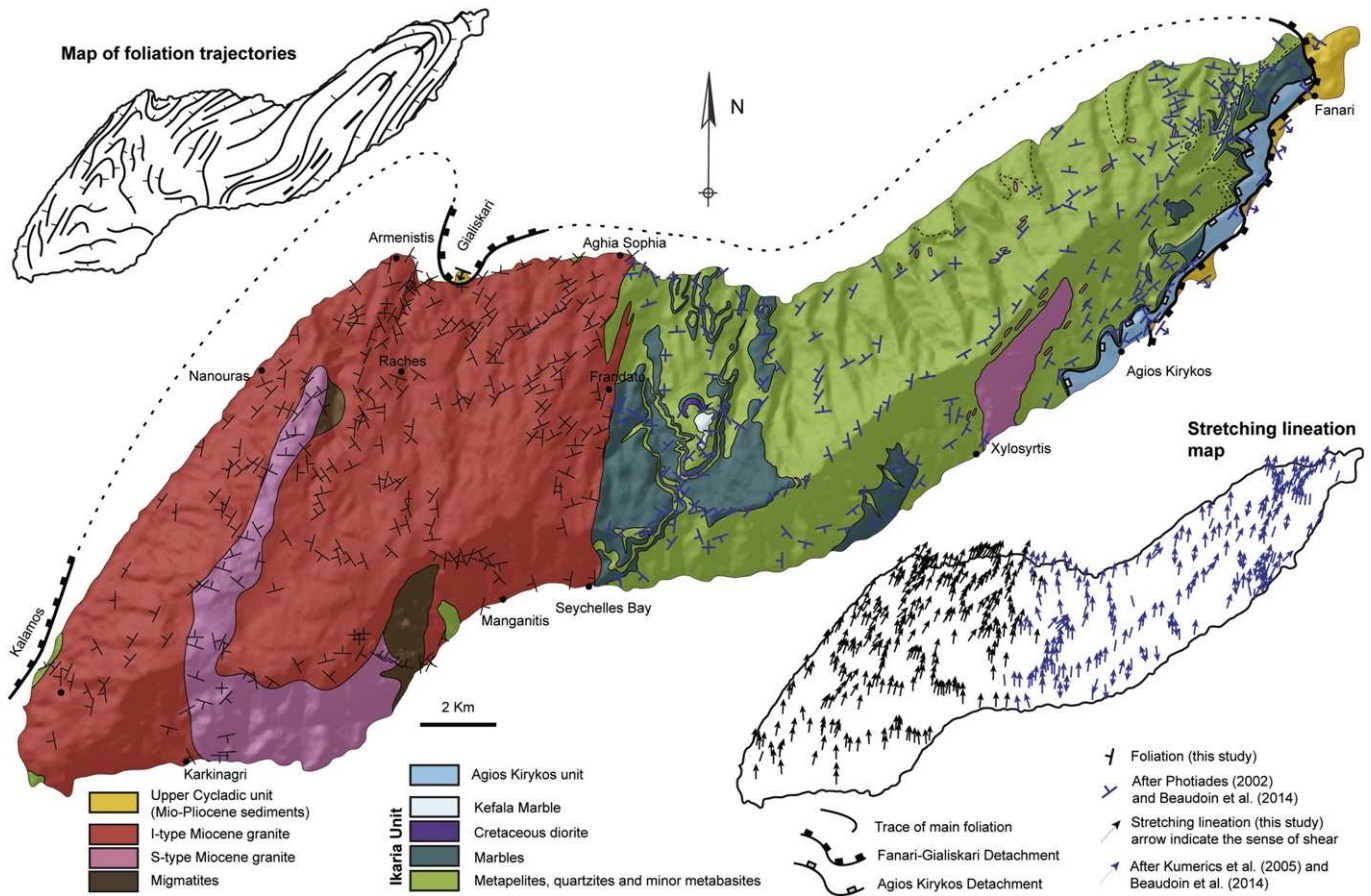 Map of foliation trajectories
N
Fanari
Gialiskari
Armenistis
Aghia Sophia
Nanouras
Raches
Frandato
Agios Kirykos
Xylosyrtis
Stretching lineation
map
Kalamos
Manganitis
Seychelles Bay
2 Km
Karkinagri
Upper Cycladic unit
(Mio-Pliocene sediments)
I-type Miocene granite
S-type Miocene granite
Migmatites
Ikaria Unit
Agios Kirykos unit
Kefala Marble
Cretaceous diorite
Marbles
Metapelites, quartzites and minor metabasites
Trace of main foliation
Fanari-Gialiskari Detachment
Agios Kirykos Detachment
Foliation (this study)
After Photiades (2002)
and Beaudoin et al. (2014)
Stretching lineation (this study)
arrow indicate the sense of shear
After Kumerics et al. (2005) and
Beaudoin et al. (2014)